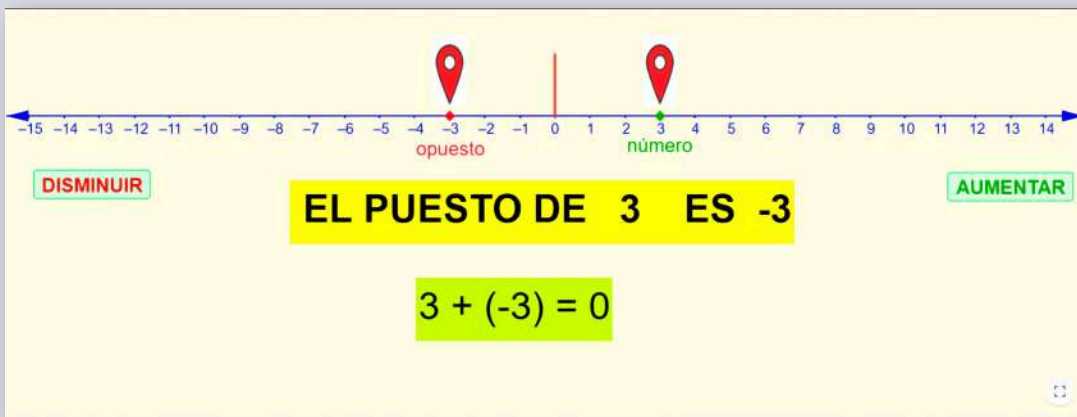 –15 –14 –13 –12 –11 –10 –9 –8 –7 –6 –5 –4 –3 –2 –1 0 1 2 3 4 5 6 7 8 9 10 11 12 13 14
opuesto número
DISMINUIR AUMENTAR
EL PUESTO DE 3 ES -3
3 + (-3) = 0